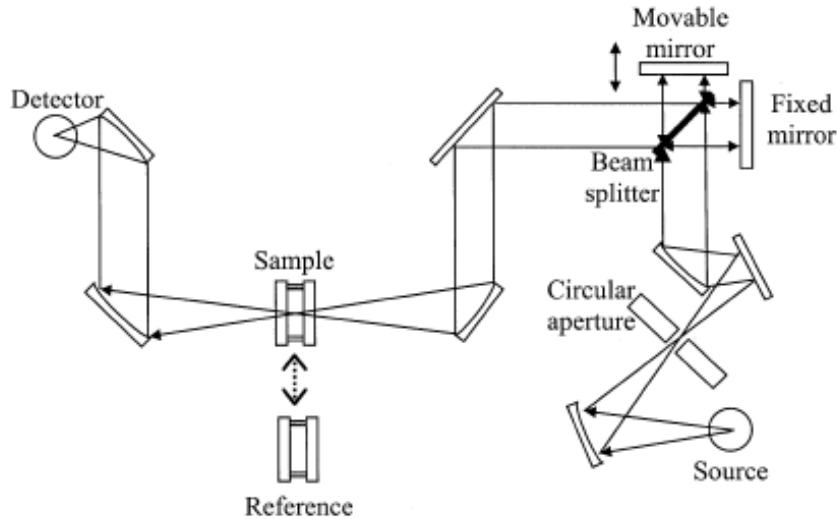 Movable
mirror
Detector
Fixed
mirror
Beam
splitter
Sample
Circular
aperture
Source
Reference